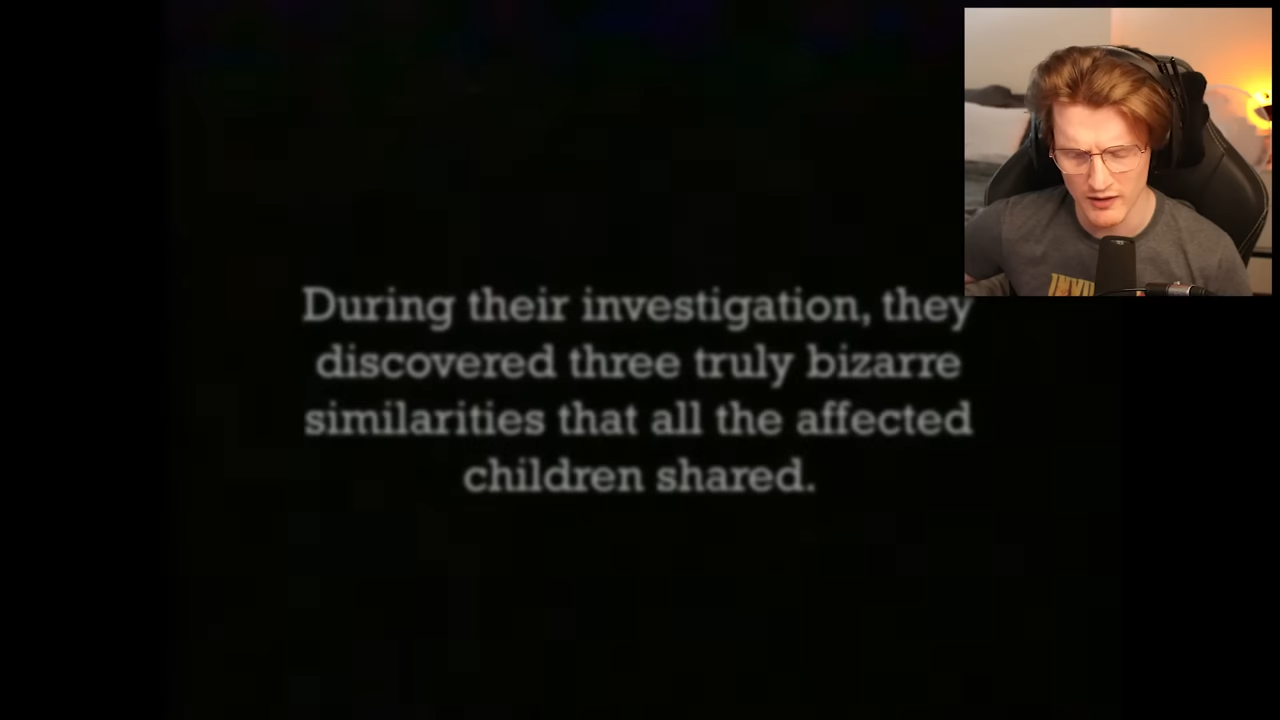 During their investigation, they
discovered three truly bizarre
similarities that all the affected
children shared.